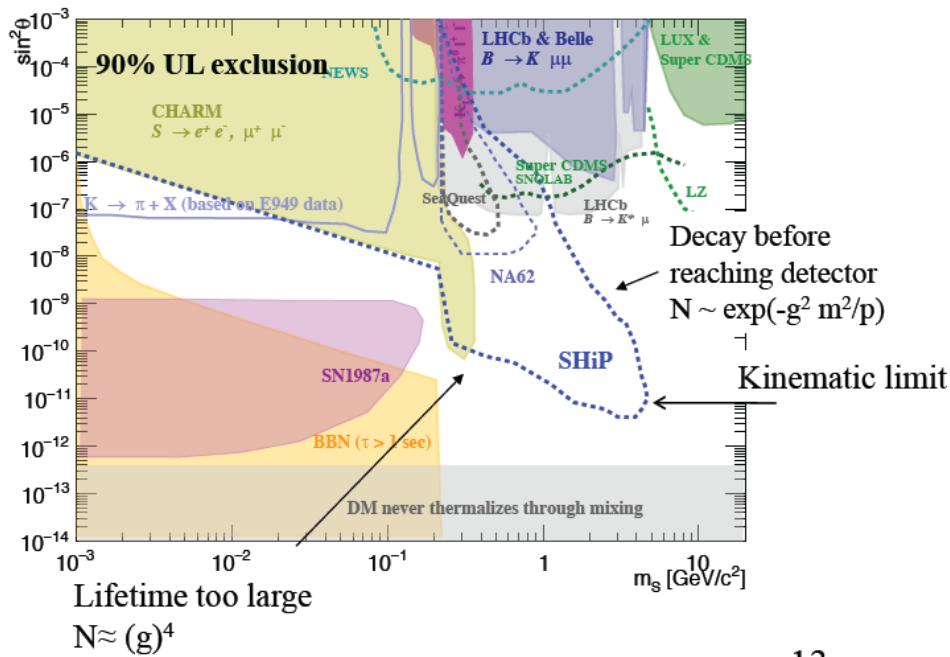 sin²θ
10⁻³
10⁻⁴
10⁻⁵
10⁻⁶
10⁻⁷
10⁻⁸
10⁻⁹
10⁻¹⁰
10⁻¹¹
10⁻¹²
10⁻¹³
10⁻¹⁴
90% UL exclusion
NEWS
LHCb & Belle
B → K μμ
LUX &
Super CDMS
CHARM
S → e⁺ e⁻, μ⁺ μ⁻
Super CDMS
SNOLAB
LZ
K → π + X (based on E949 data)
SeaQuest
LHCb
B → K* μ
NA62
Decay before
reaching detector
N ~ exp(-g² m²/p)
SHiP
Kinematic limit
SN1987a
BBN (τ > 1 sec)
DM never thermalizes through mixing
10⁻³
10⁻²
10⁻¹
1
10
mₛ [GeV/c²]
Lifetime too large
N≈ (g)⁴